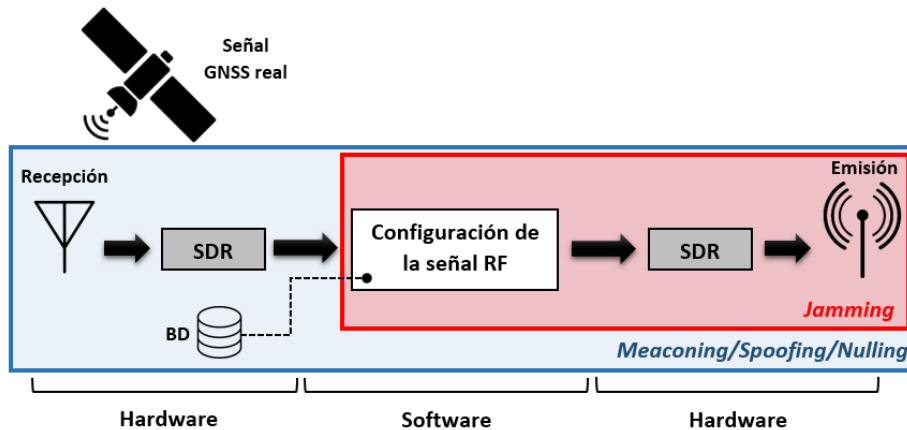 Señal
GNSS real
Recepción
Emisión
SDR
Configuración de
la señal RF
SDR
BD
Jamming
Meaconing/Spoofing/Nulling
Hardware
Software
Hardware